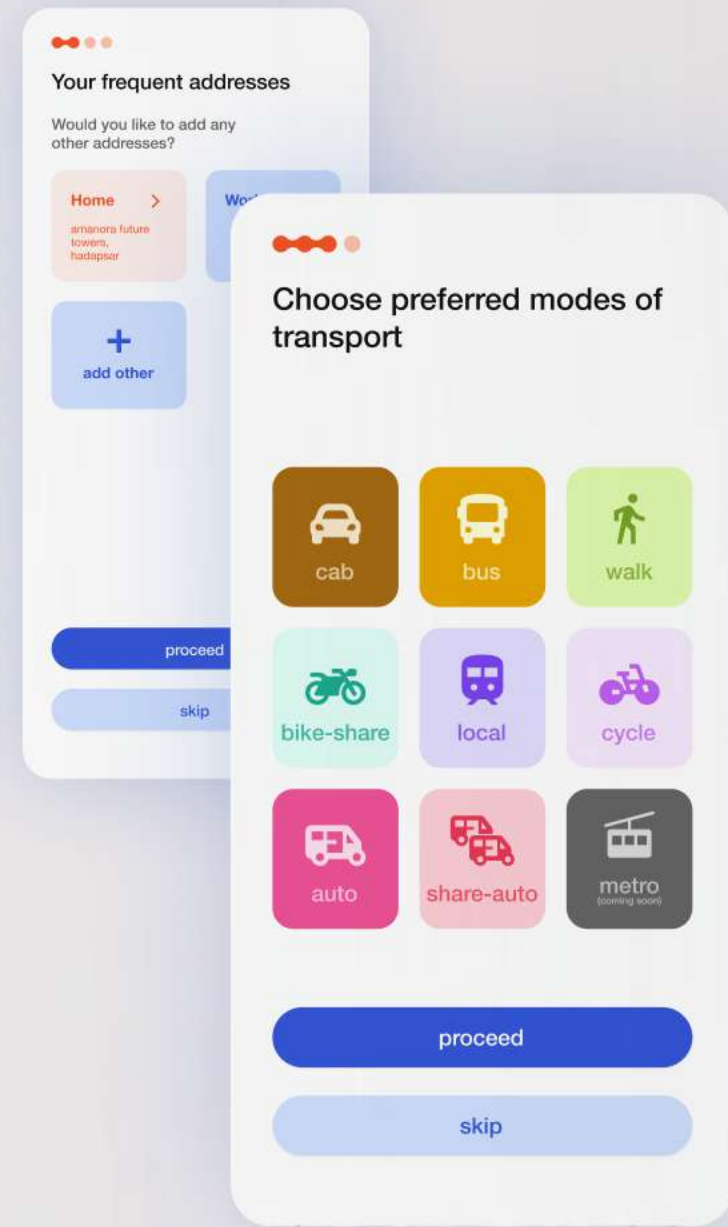 Your frequent addresses
Would you like to add any
other addresses?
Home
amanora future
towers,
hadapsar
add other
proceed
skip
Choose preferred modes of
transport
cab
bus
walk
bike-share
local
cycle
auto
share-auto
metro
(coming soon)
proceed
skip